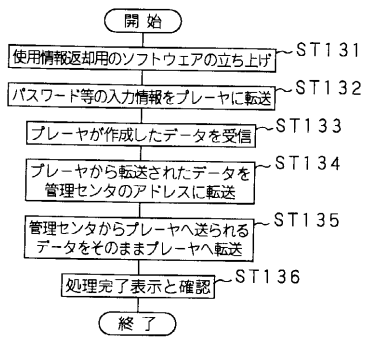 開始
使用情報返却用のソフトウェアの立ち上げ
ST131
パスワード等の入力情報をプレーヤに転送
ST132
プレーヤが作成したデータを受信
ST133
プレーヤから転送されたデータを
管理センタのアドレスに転送
ST134
管理センタからプレーヤへ送られる
データをそのままプレーヤへ転送
ST135
処理完了表示と確認
ST136
終了